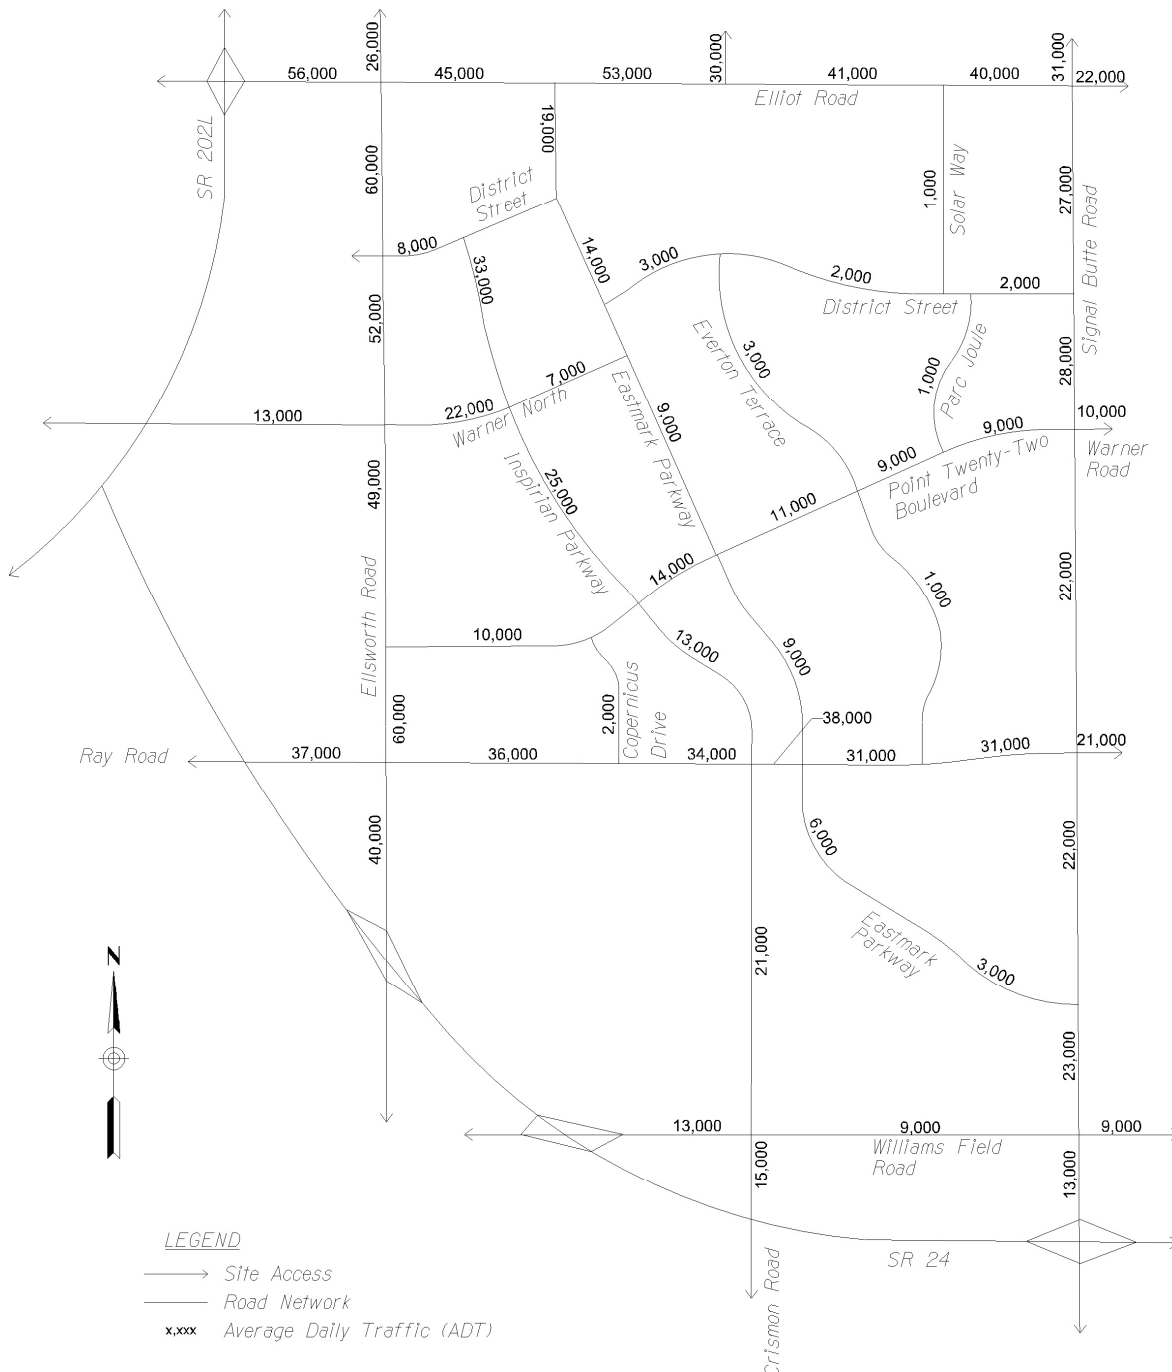 26,000
30,000
31,000
56,000
45,000
53,000
41,000
40,000
22,000
Elliot Road
SR 202L
60,000
19,000
1,000
Solar Way
27,000
Signal Butte Road
District
Street
8,000
33,000
14,000
3,000
2,000
2,000
District Street
52,000
7,000
Everton Terrace
3,000
1,000
Parc Joule
28,000
13,000
22,000
Warner North
Eastmark Parkway
9,000
9,000
10,000
Warner
Road
49,000
Inspirian Parkway
25,000
9,000
Point Twenty-Two
Boulevard
11,000
14,000
Ellsworth Road
1,000
22,000
10,000
13,000
9,000
60,000
2,000
Copernicus
Drive
38,000
Ray Road
37,000
36,000
34,000
31,000
31,000
21,000
40,000
6,000
22,000
Eastmark
Parkway
21,000
3,000
N
23,000
13,000
9,000
9,000
Williams Field
Road
15,000
13,000
SR 24
Crismon Road
LEGEND
Site Access
Road Network
x,xxx Average Daily Traffic (ADT)